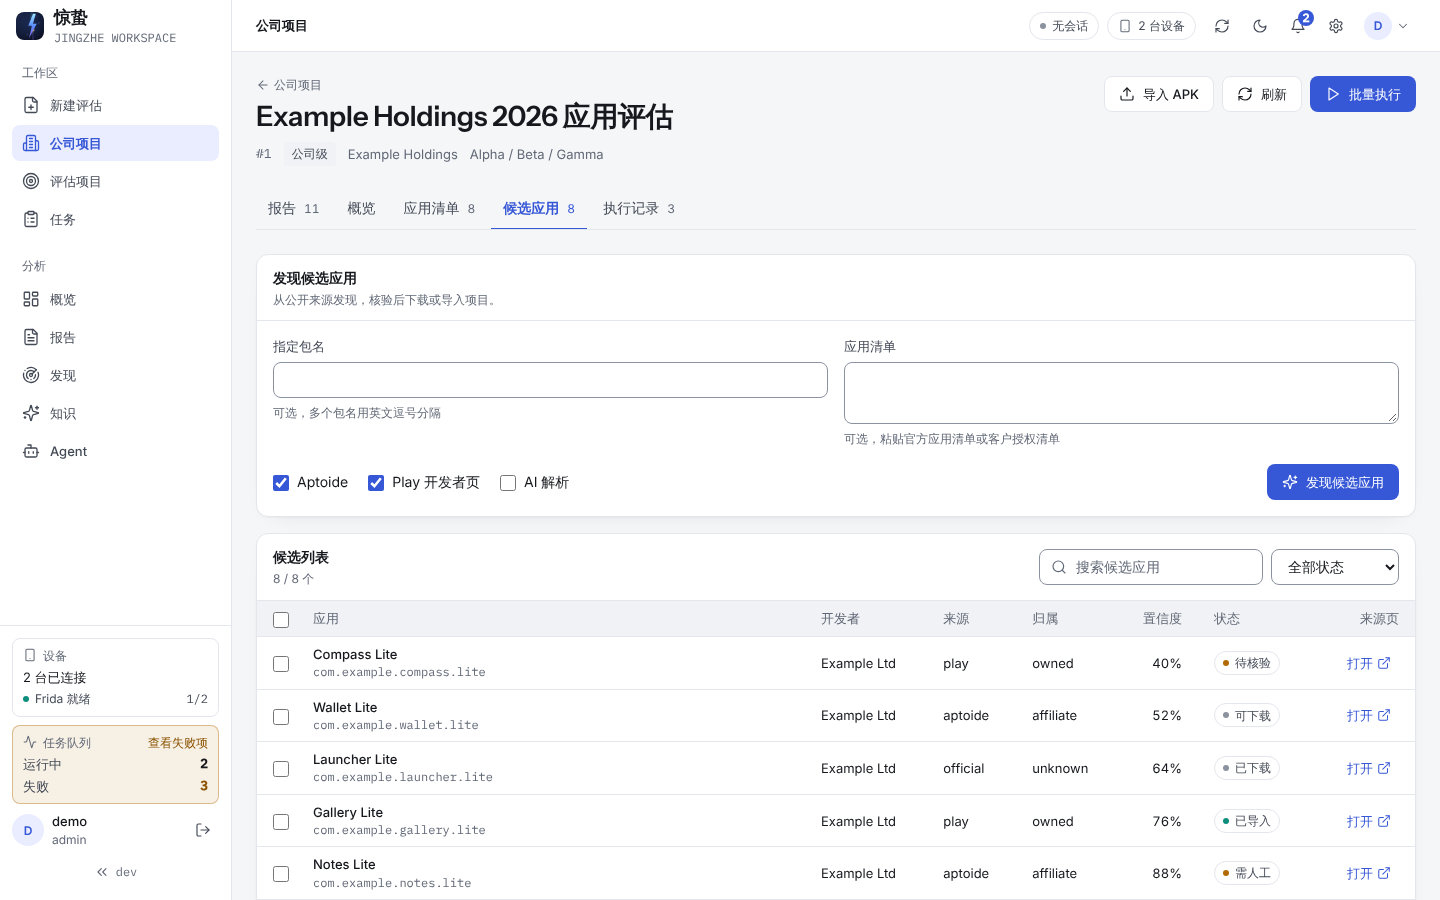 惊蛰
JINGZHE WORKSPACE
工作区
新建评估
公司项目
评估项目
任务
分析
概览
报告
发现
知识
Agent
设备
2 台已连接
Frida 就绪 1/2
任务队列 查看失败项
运行中 2
失败 3
D demo
admin
dev
公司项目
无会话
2 台设备
2
D
公司项目
Example Holdings 2026 应用评估
#1 公司级 Example Holdings Alpha / Beta / Gamma
导入 APK
刷新
批量执行
报告 11 概览 应用清单 8 候选应用 8 执行记录 3
发现候选应用
从公开来源发现，核验后下载或导入项目。
指定包名
可选，多个包名用英文逗号分隔
应用清单
可选，粘贴官方应用清单或客户授权清单
Aptoide Play 开发者页 AI 解析
发现候选应用
候选列表
8 / 8 个
搜索候选应用
全部状态
应用 开发者 来源 归属 置信度 状态 来源页
Compass Lite
com.example.compass.lite
Example Ltd play owned 40% 待核验 打开
Wallet Lite
com.example.wallet.lite
Example Ltd aptoide affiliate 52% 可下载 打开
Launcher Lite
com.example.launcher.lite
Example Ltd official unknown 64% 已下载 打开
Gallery Lite
com.example.gallery.lite
Example Ltd play owned 76% 已导入 打开
Notes Lite
com.example.notes.lite
Example Ltd aptoide affiliate 88% 需人工 打开